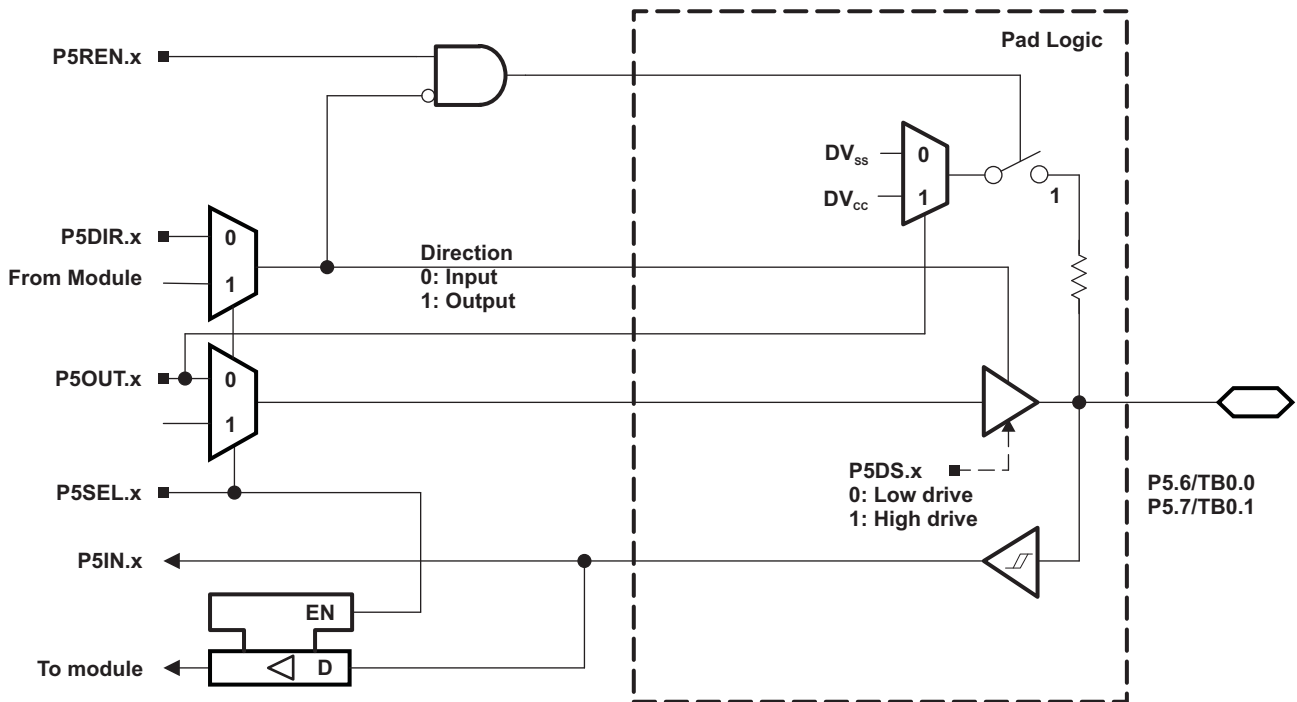 Pad Logic
P5REN.x
DVSS
0
DVCC
1
1
P5DIR.x
0
From Module
1
Direction
0: Input
1: Output
P5OUT.x
0
1
P5DS.x
0: Low drive
1: High drive
P5SEL.x
P5.6/TB0.0
P5.7/TB0.1
P5IN.x
EN
To module
D